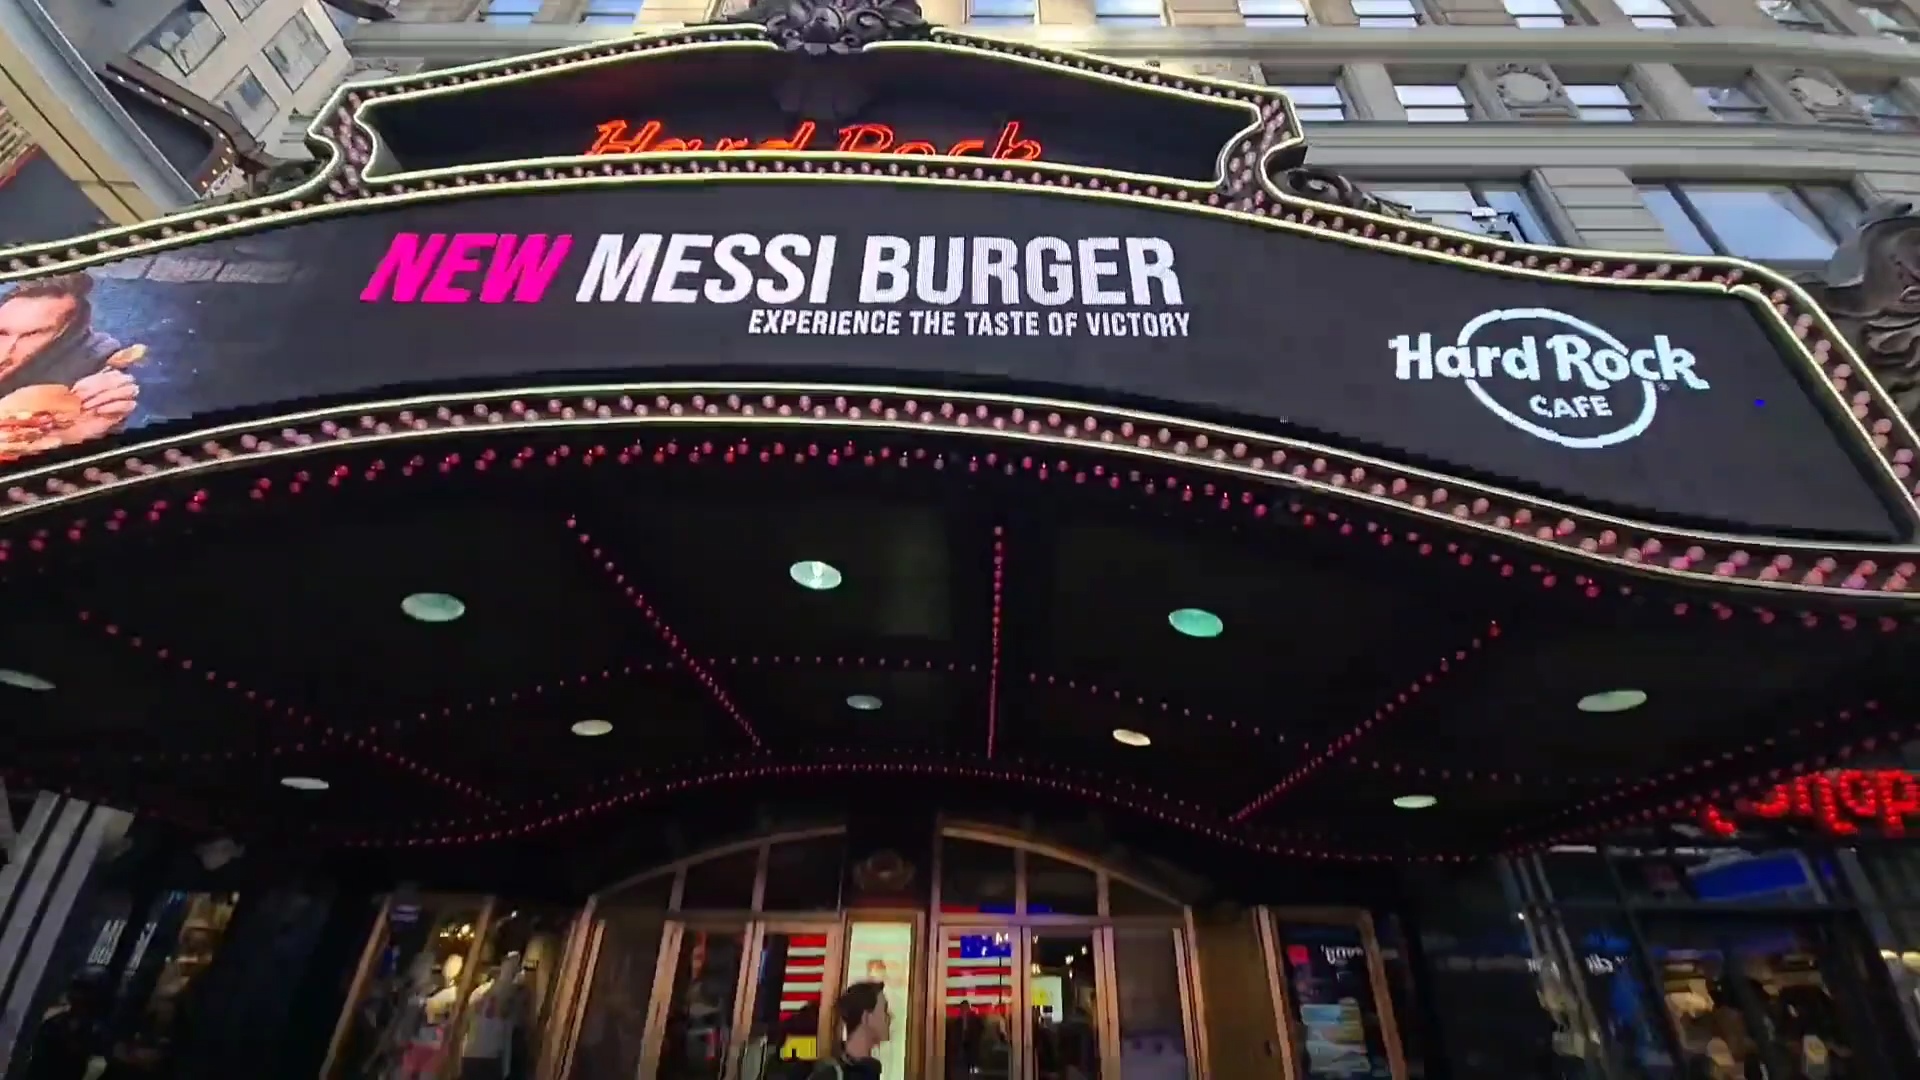 Hard Rock
NEW MESSI BURGER
EXPERIENCE THE TASTE OF VICTORY
Hard Rock
CAFE